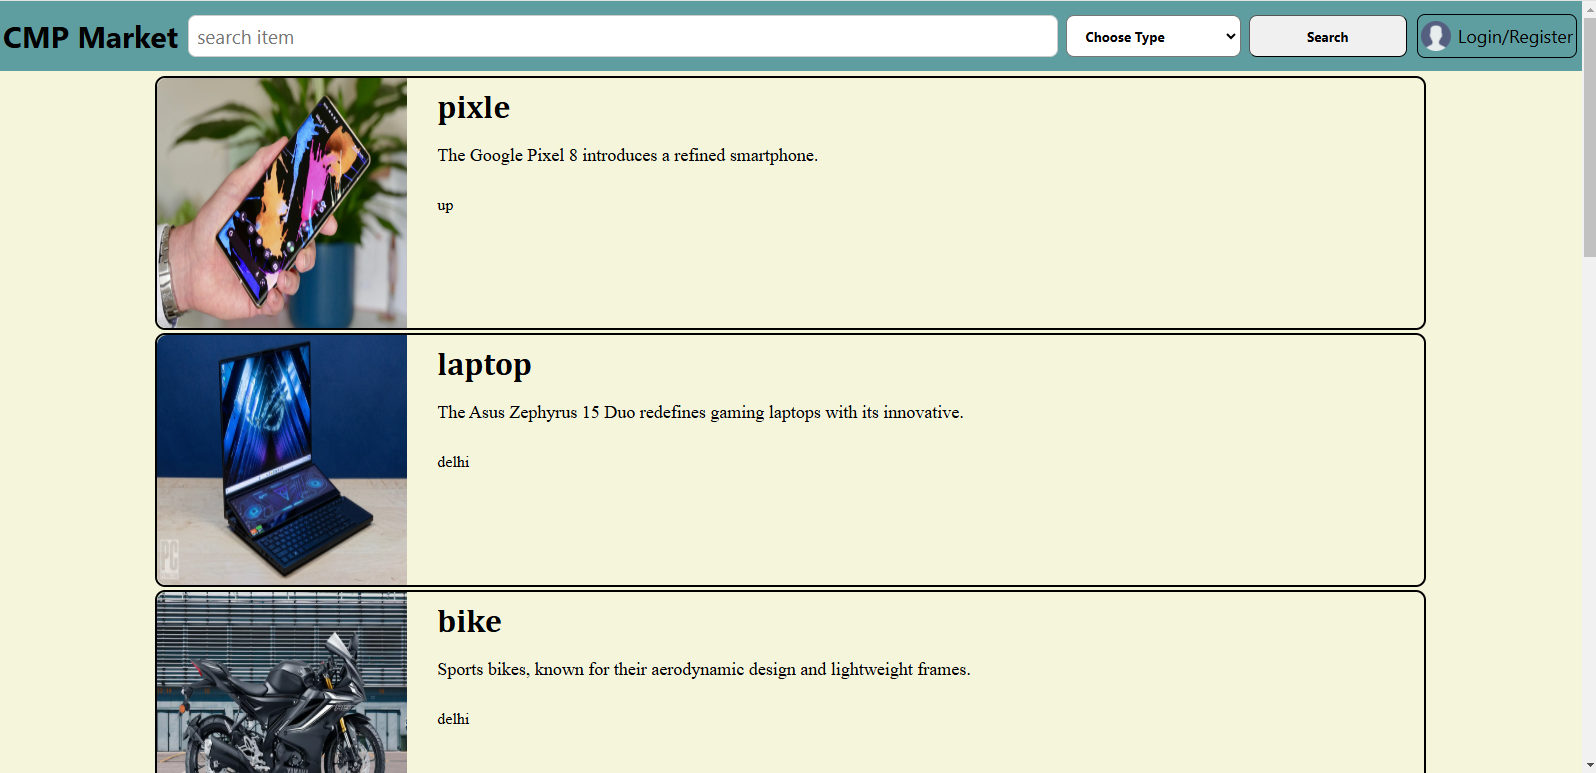 CMP Market
search item
Choose Type
Search
Login/Register
pixle
The Google Pixel 8 introduces a refined smartphone.
up
laptop
The Asus Zephyrus 15 Duo redefines gaming laptops with its innovative.
delhi
PC
bike
Sports bikes, known for their aerodynamic design and lightweight frames.
delhi
YAMAHA